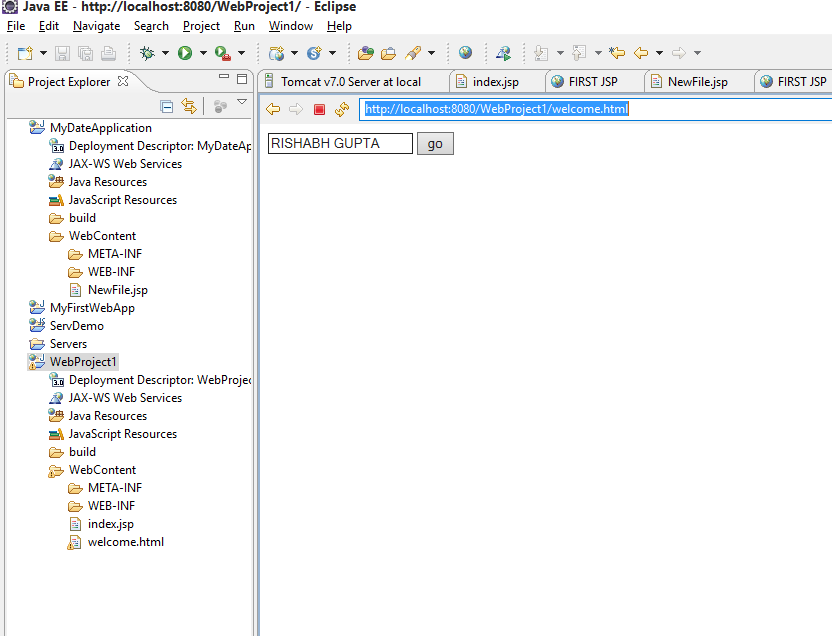 Java EE - http://localhost:8080/WebProject1/ - Eclipse
File Edit Navigate Search Project Run Window Help
Project Explorer
Tomcat v7.0 Server at local
index.jsp
FIRST JSP
NewFile.jsp
FIRST JSP
http://localhost:8080/WebProject1/welcome.html
RISHABH GUPTA
go
MyDateApplication
3.0 Deployment Descriptor: MyDateAp
JAX-WS Web Services
Java Resources
JavaScript Resources
build
WebContent
META-INF
WEB-INF
NewFile.jsp
MyFirstWebApp
ServDemo
Servers
WebProject1
3.0 Deployment Descriptor: WebProjec
JAX-WS Web Services
Java Resources
JavaScript Resources
build
WebContent
META-INF
WEB-INF
index.jsp
welcome.html